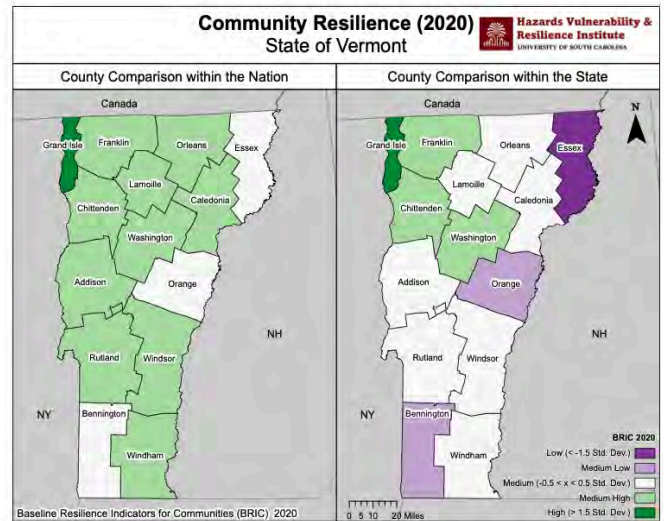 Community Resilience (2020)
State of Vermont
Hazards Vulnerability &
Resilience Institute
UNIVERSITY OF SOUTH CAROLINA
County Comparison within the Nation
County Comparison within the State
Canada
Grand Isle
Franklin
Orleans
Essex
Lamoille
Chittenden
Caledonia
Washington
Addison
Orange
NH
Rutland
Windsor
NY
Bennington
Windham
Baseline Resilience Indicators for Communities (BRIC) 2020
Canada
N
Grand Isle
Franklin
Orleans
Essex
Lamoille
Chittenden
Caledonia
Washington
Addison
Orange
NH
Rutland
Windsor
NY
Bennington
Windham
BRIC 2020
Low (< -1.5 Std. Dev.)
Medium Low
Medium (-0.5 < x < 0.5 Std. Dev.)
Medium High
High (> 1.5 Std. Dev.)
0 5 10 20 Miles